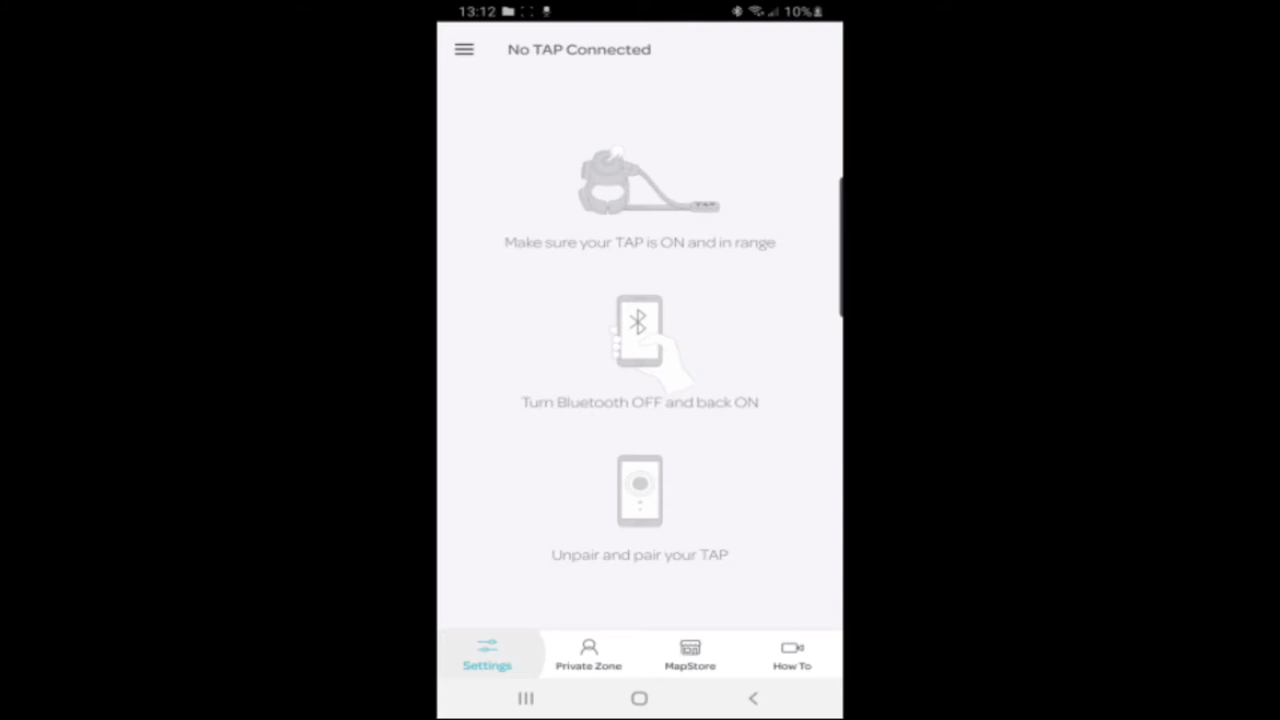 13:12 10%
No TAP Connected
TAP
Make sure your TAP is ON and in range
Turn Bluetooth OFF and back ON
Unpair and pair your TAP
Settings Private Zone MapStore How To